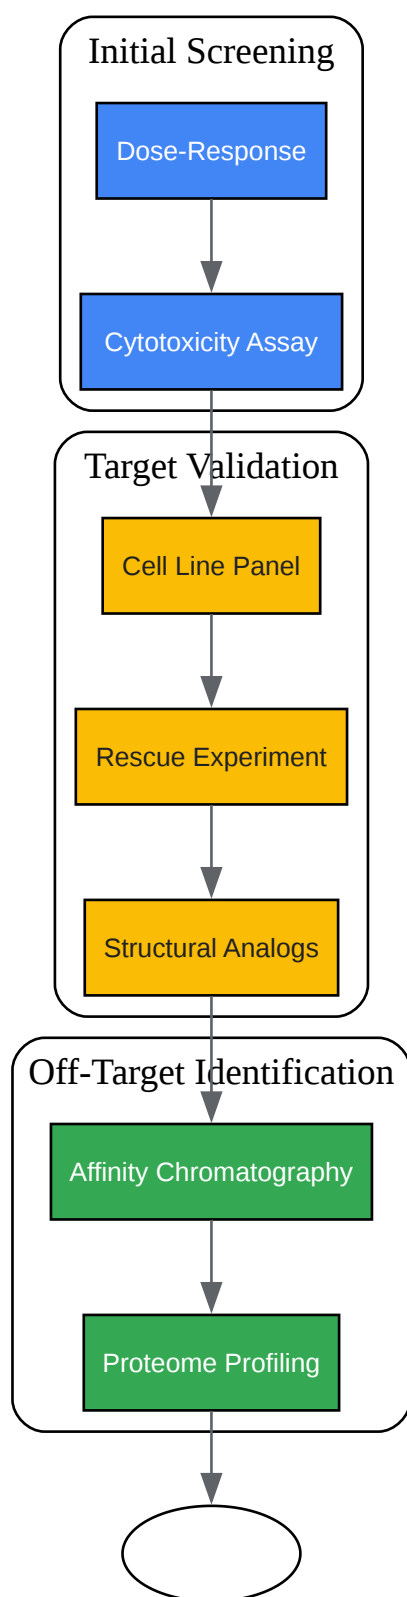 Initial Screening
Dose-Response
Cytotoxicity Assay
Target Validation
Cell Line Panel
Rescue Experiment
Structural Analogs
Off-Target Identification
Affinity Chromatography
Proteome Profiling